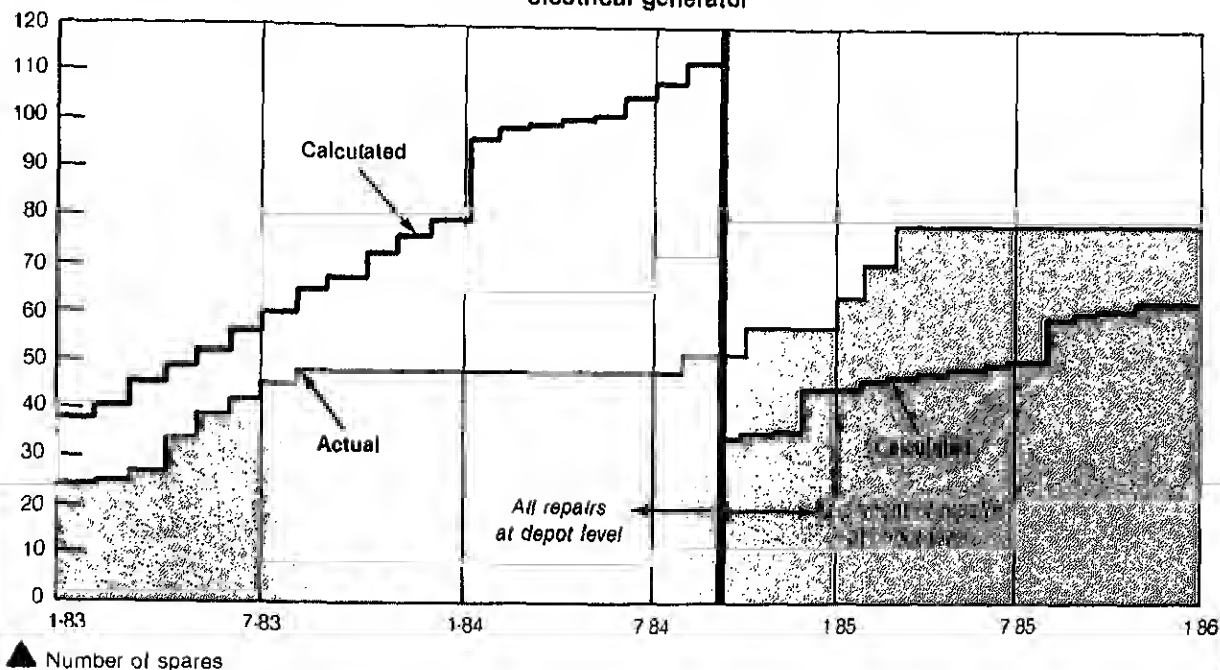 electrical generator
120
110
100
90
80
70
60
50
40
30
20
10
0
Calculated
Actual
All repairs
at depot level
Calculated
1·83
7·83
1·84
7 84
1 85
7 85
1 86
▲ Number of spares